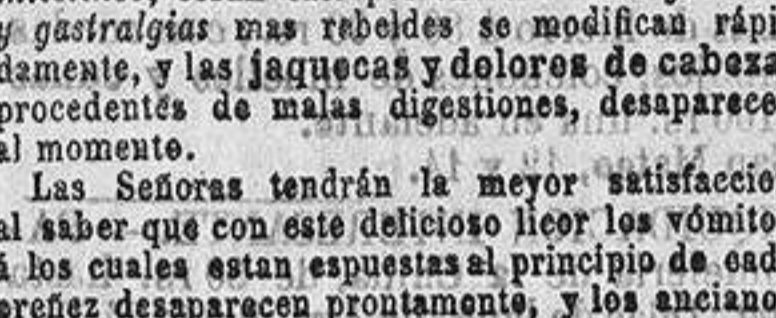 y gastralgias mas rebeldes se modifican rápi
damente, y las jaquecas y dolores de cabeza
procedentes de malas digestiones, desaparece
al momento.
Las Señoras tendrán la meyor satisfaccio
al saber que con este delicioso licor los vómito
á los cuales estan espuestas al principio de cad
preñez desaparecen prontamente, y los anciano